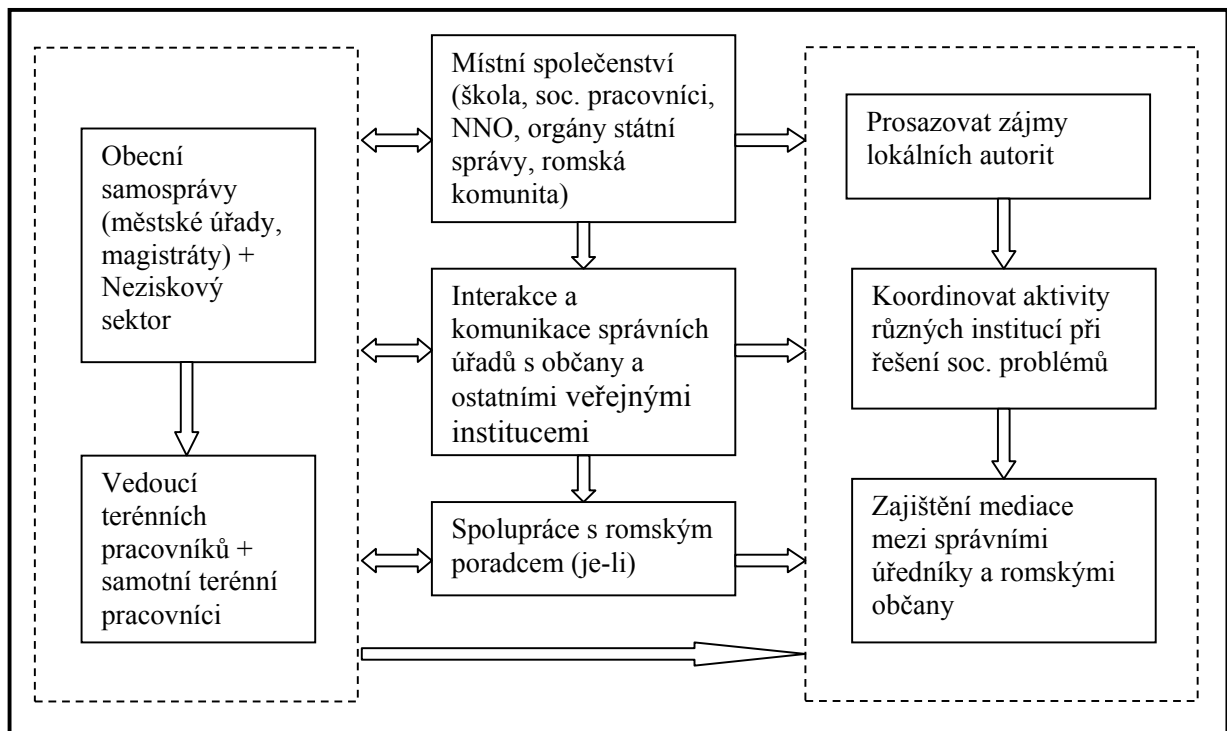 Obecní
samosprávy
(městské úřady,
magistráty) +
Neziskový
sektor
Vedoucí
terénních
pracovníků +
samotní terénní
pracovníci
Místní společenství
(škola, soc. pracovníci,
NNO, orgány státní
správy, romská
komunita)
Interakce a
komunikace správních
úřadů s občany a
ostatními veřejnými
institucemi
Spolupráce s romským
poradcem (je-li)
Prosazovat zájmy
lokálních autorit
Koordinovat aktivity
různých institucí při
řešení soc. problémů
Zajištění mediace
mezi správními
úředníky a romskými
občany